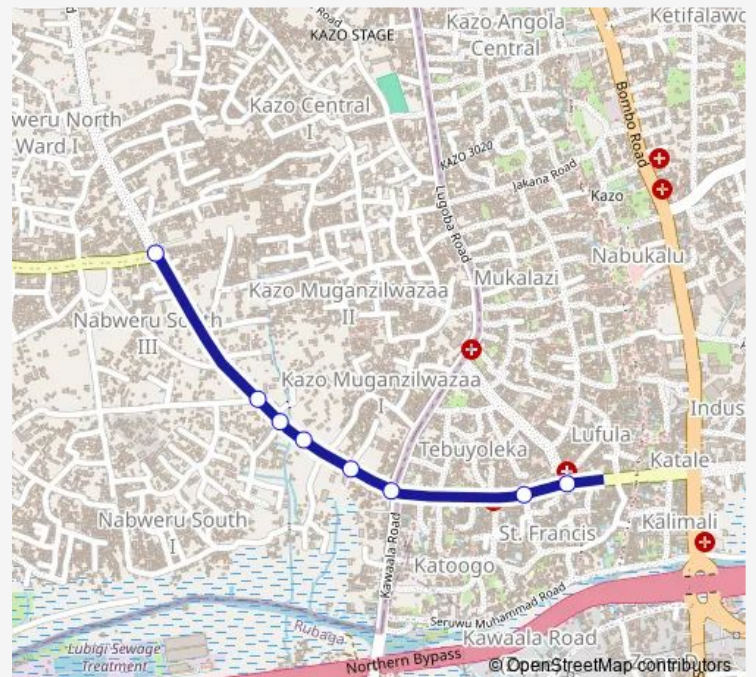 Road
KAZO STAGE
Kazo Angola
Central
Ketifalawo
Kazo Central
I
weru North
Ward I
Bombo Road
KAZO 3020
Jakana Road
Kazo
Lugoba Road
Nabukalu
Mukalazi
Kazo Muganzilwazaa
II
Nabweru South
III
Kazo Muganzilwazaa
I
Indus
Lufula
Tebuyoleka
Katale
Nabweru South
I
Kalimali
St. Francis
Kawaala Road
Katoogo
Seruwu Muhammad Road
Rubaga
Kawaala Road
Lubigi Sewage
Treatment
Northern Bypass
© OpenStreetMap contributors